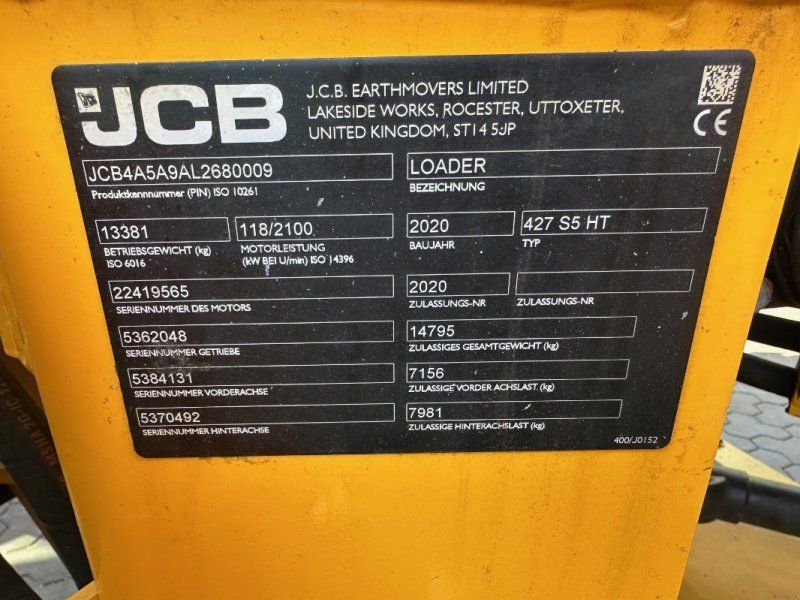 JCB
J.C.B. EARTHMOVERS LIMITED
LAKESIDE WORKS, ROCESTER, UTTOXETER,
UNITED KINGDOM, ST14 5JP
CE
JCB4A5A9AL2680009
Produktkennnummer (PIN) ISO 10261
LOADER
BEZEICHNUNG
13381
BETRIEBSGEWICHT (kg)
ISO 6016
118/2100
MOTORLEISTUNG
(kW BEI U/min) ISO 14396
2020
BAUJAHR
427 S5 HT
TYP
22419565
SERIENNUMMER DES MOTORS
2020
ZULASSUNGS-NR
ZULASSUNGS-NR
5362048
SERIENNUMMER GETRIEBE
14795
ZULÄSSIGES GESAMTGEWICHT (kg)
5384131
SERIENNUMMER VORDERACHSE
7156
ZULÄSSIGE VORDER ACHSLAST (kg)
5370492
SERIENNUMMER HINTERACHSE
7981
ZULÄSSIGE HINTERACHSLAST (kg)
400/J0152